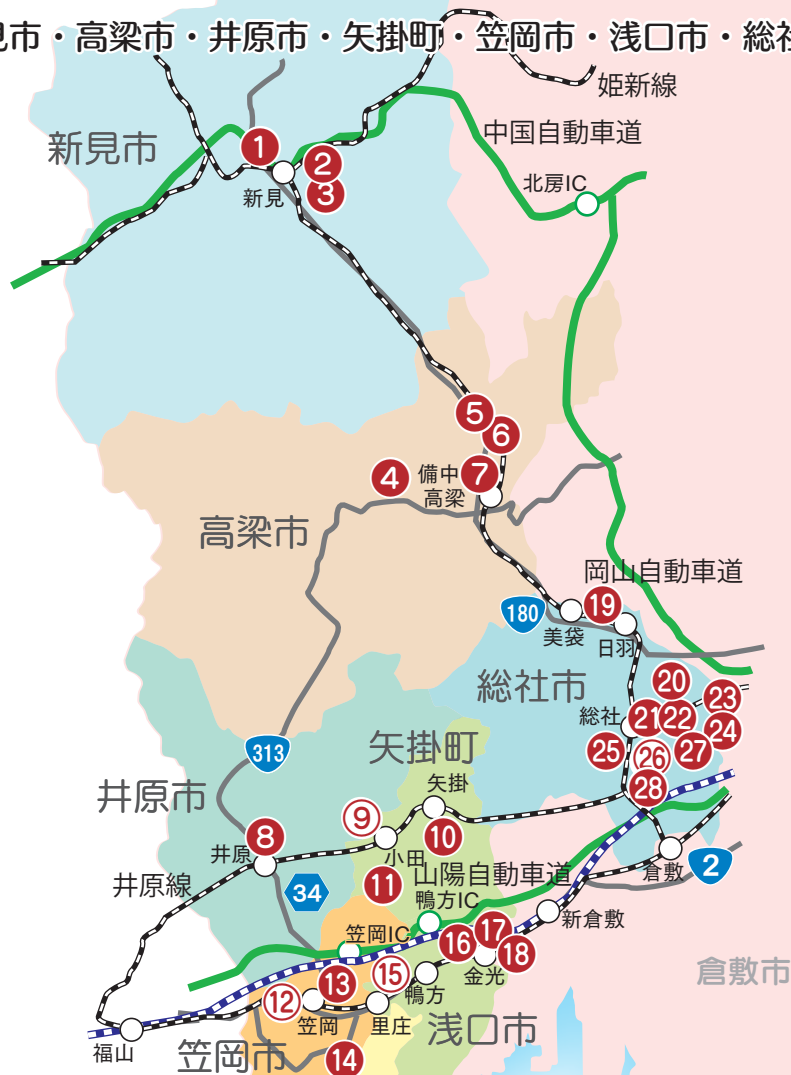 見市・高梁市・井原市・矢掛町・笠岡市・浅口市・総社
姫新線
中国自動車道
新見市
①
②
③
新見
北房IC
⑤
⑥
④
備中
高梁
⑦
高梁市
岡山自動車道
180
⑲
美袋
日羽
総社市
⑳
㉓
総社
㉑
㉒
㉔
㉕
㉖
㉗
㉘
313
矢掛町
矢掛
井原市
⑨
⑧
井原
小田
⑩
井原線
34
⑪
山陽自動車道
鴨方IC
倉敷
2
新倉敷
笠岡IC
⑯
⑰
⑱
金光
倉敷市
⑫
⑬
⑮
鴨方
笠岡
里庄
浅口市
福山
笠岡市
⑭